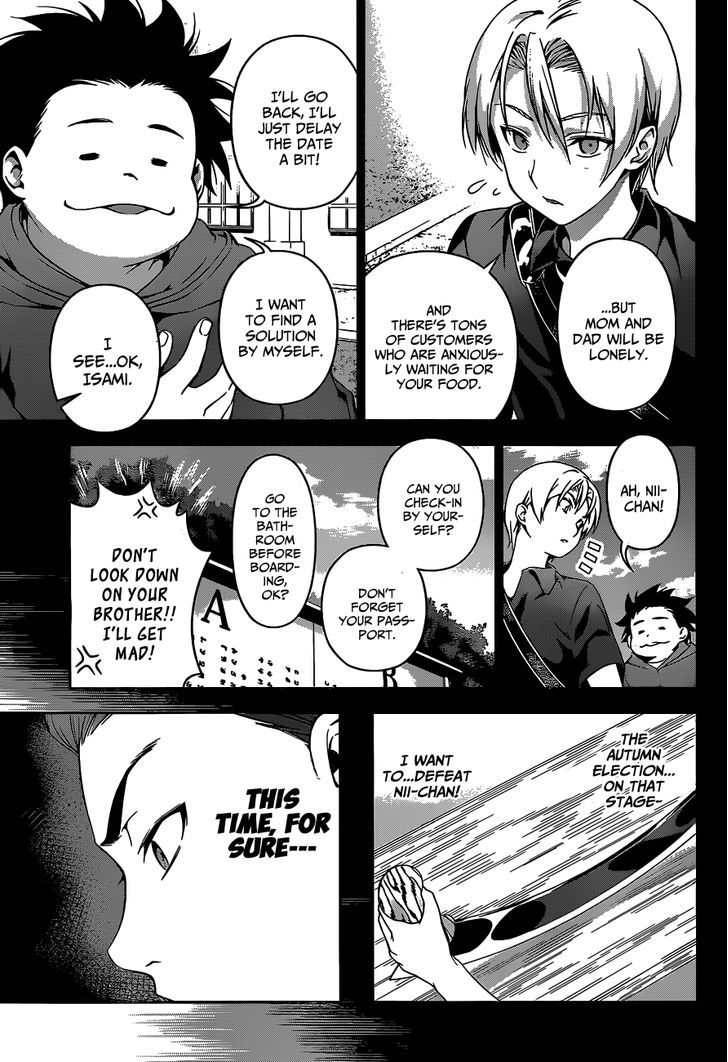 ...BUT
MOM AND
DAD WILL BE
LONELY.
AND
THERE'S TONS
OF CUSTOMERS
WHO ARE ANXIOUS-
LY WAITING FOR
YOUR FOOD.
I'LL GO
BACK, I'LL
JUST DELAY
THE DATE
A BIT!
I WANT
TO FIND A
SOLUTION
BY MYSELF.
I
SEE...OK,
ISAMI.
AH, NII-
CHAN!
CAN YOU
CHECK-IN
BY YOUR-
SELF?
DON'T
FORGET
YOUR PASS-
PORT.
GO
TO THE
BATH-
ROOM
BEFORE
BOARD-
ING,
OK?
DON'T
LOOK DOWN
ON YOUR
BROTHER!!
I'LL GET
MAD!
A
B
THE
AUTUMN
ELECTION...
ON THAT
STAGE-
I WANT
TO...DEFEAT
NII-CHAN!
THIS
TIME, FOR
SURE---